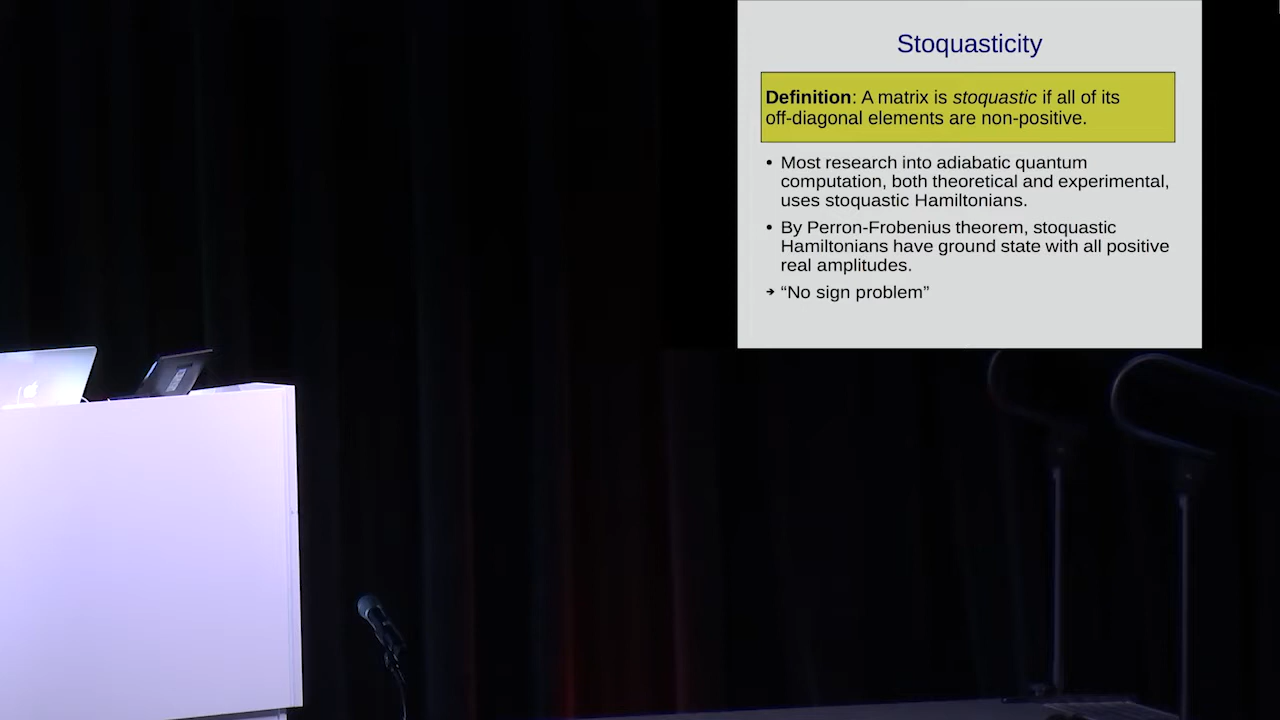 Stoquasticity
Definition: A matrix is stoquastic if all of its
off-diagonal elements are non-positive.
• Most research into adiabatic quantum
computation, both theoretical and experimental,
uses stoquastic Hamiltonians.
• By Perron-Frobenius theorem, stoquastic
Hamiltonians have ground state with all positive
real amplitudes.
➔ “No sign problem”